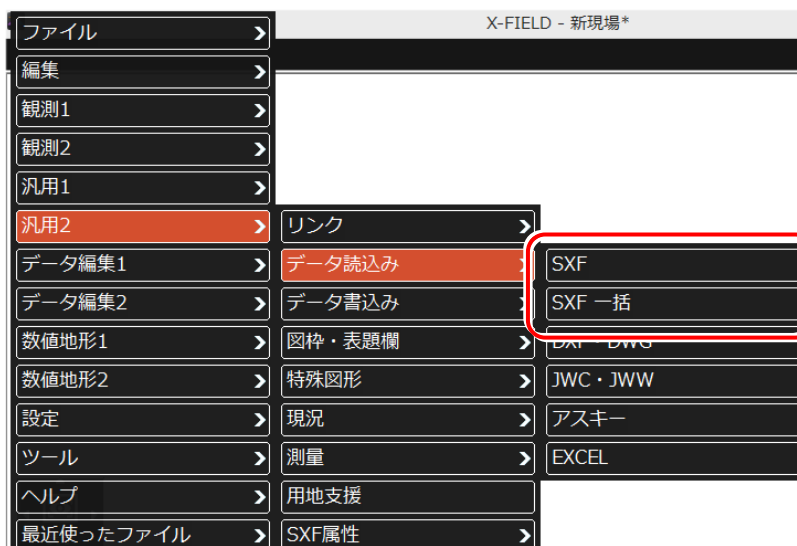 X-FIELD - 新現場*
ファイル
編集
観測1
観測2
汎用1
汎用2
データ編集1
データ編集2
数値地形1
数値地形2
設定
ツール
ヘルプ
最近使ったファイル
リンク
データ読込み
データ書込み
図枠・表題欄
特殊図形
現況
測量
用地支援
SXF属性
SXF
SXF 一括
DXF・DWG
JWC・JWW
アスキー
EXCEL